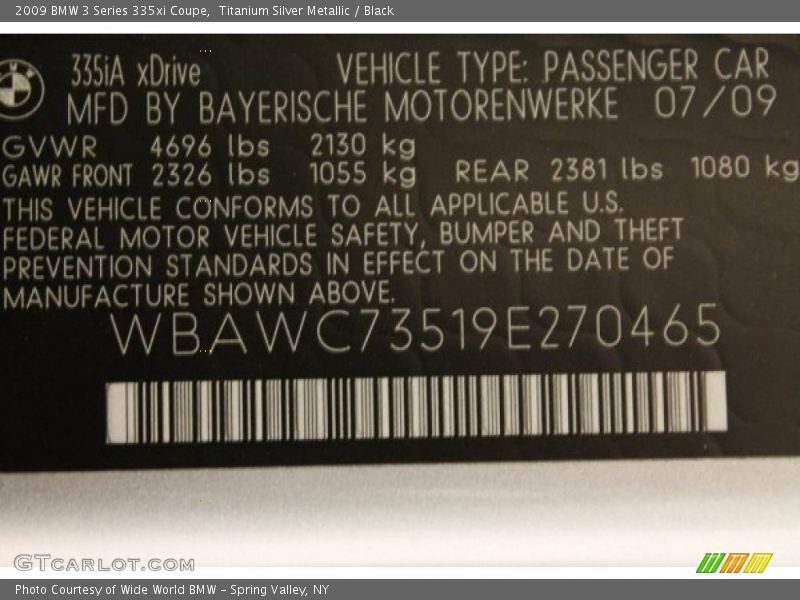 2009 BMW 3 Series 335xi Coupe,  Titanium Silver Metallic / Black
335iA xDrive VEHICLE TYPE: PASSENGER CAR
MFD BY BAYERISCHE MOTORENWERKE 07/09
GVWR 4696 lbs 2130 kg
GAWR FRONT 2326 lbs 1055 kg REAR 2381 lbs 1080 kg
THIS VEHICLE CONFORMS TO ALL APPLICABLE U.S.
FEDERAL MOTOR VEHICLE SAFETY, BUMPER AND THEFT
PREVENTION STANDARDS IN EFFECT ON THE DATE OF
MANUFACTURE SHOWN ABOVE.
WBAWC73519E270465
GTCARLOT.COM
Photo Courtesy of Wide World BMW - Spring Valley, NY